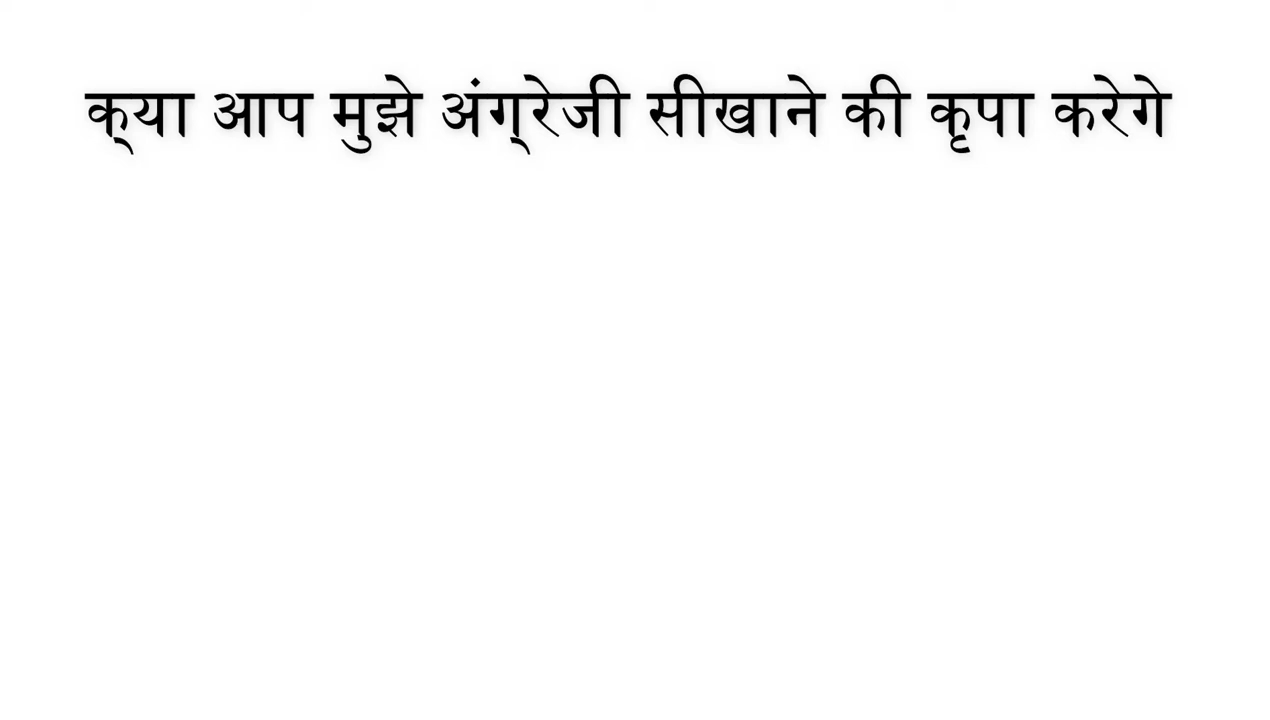 क्या आप मुझे अंग्रेजी सीखाने की कृपा करेगे